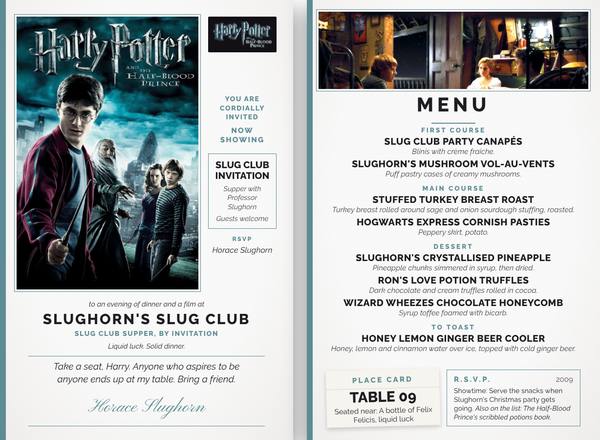 Harry Potter
AND THE
HALF-BLOOD
PRINCE
Harry Potter
AND THE
HALF-BLOOD
PRINCE
YOU ARE
CORDIALLY
INVITED
NOW
SHOWING
SLUG CLUB
INVITATION
Supper with
Professor
Slughorn
Guests welcome
RSVP
Horace Slughorn
to an evening of dinner and a film at
SLUGHORN'S SLUG CLUB
SLUG CLUB SUPPER, BY INVITATION
Liquid luck. Solid dinner.
Take a seat, Harry. Anyone who aspires to be
anyone ends up at my table. Bring a friend.
Horace Slughorn
MENU
FIRST COURSE
SLUG CLUB PARTY CANAPÉS
Blinis with crème fraiche.
SLUGHORN'S MUSHROOM VOL-AU-VENTS
Puff pastry cases of creamy mushrooms.
MAIN COURSE
STUFFED TURKEY BREAST ROAST
Turkey breast rolled around sage and onion sourdough stuffing, roasted.
HOGWARTS EXPRESS CORNISH PASTIES
Peppery skirt, potato.
DESSERT
SLUGHORN'S CRYSTALLISED PINEAPPLE
Pineapple chunks simmered in syrup, then dried.
RON'S LOVE POTION TRUFFLES
Dark chocolate and cream truffles rolled in cocoa.
WIZARD WHEEZES CHOCOLATE HONEYCOMB
Syrup toffee foamed with bicarb.
TO TOAST
HONEY LEMON GINGER BEER COOLER
Honey, lemon and cinnamon water over ice, topped with cold ginger beer.
PLACE CARD
TABLE 09
Seated near: A bottle of Felix
Felicis, liquid luck
R.S.V.P. 2009
Showtime: Serve the snacks when
Slughorn's Christmas party gets
going. Also on the list: The Half-Blood
Prince's scribbled potions book.